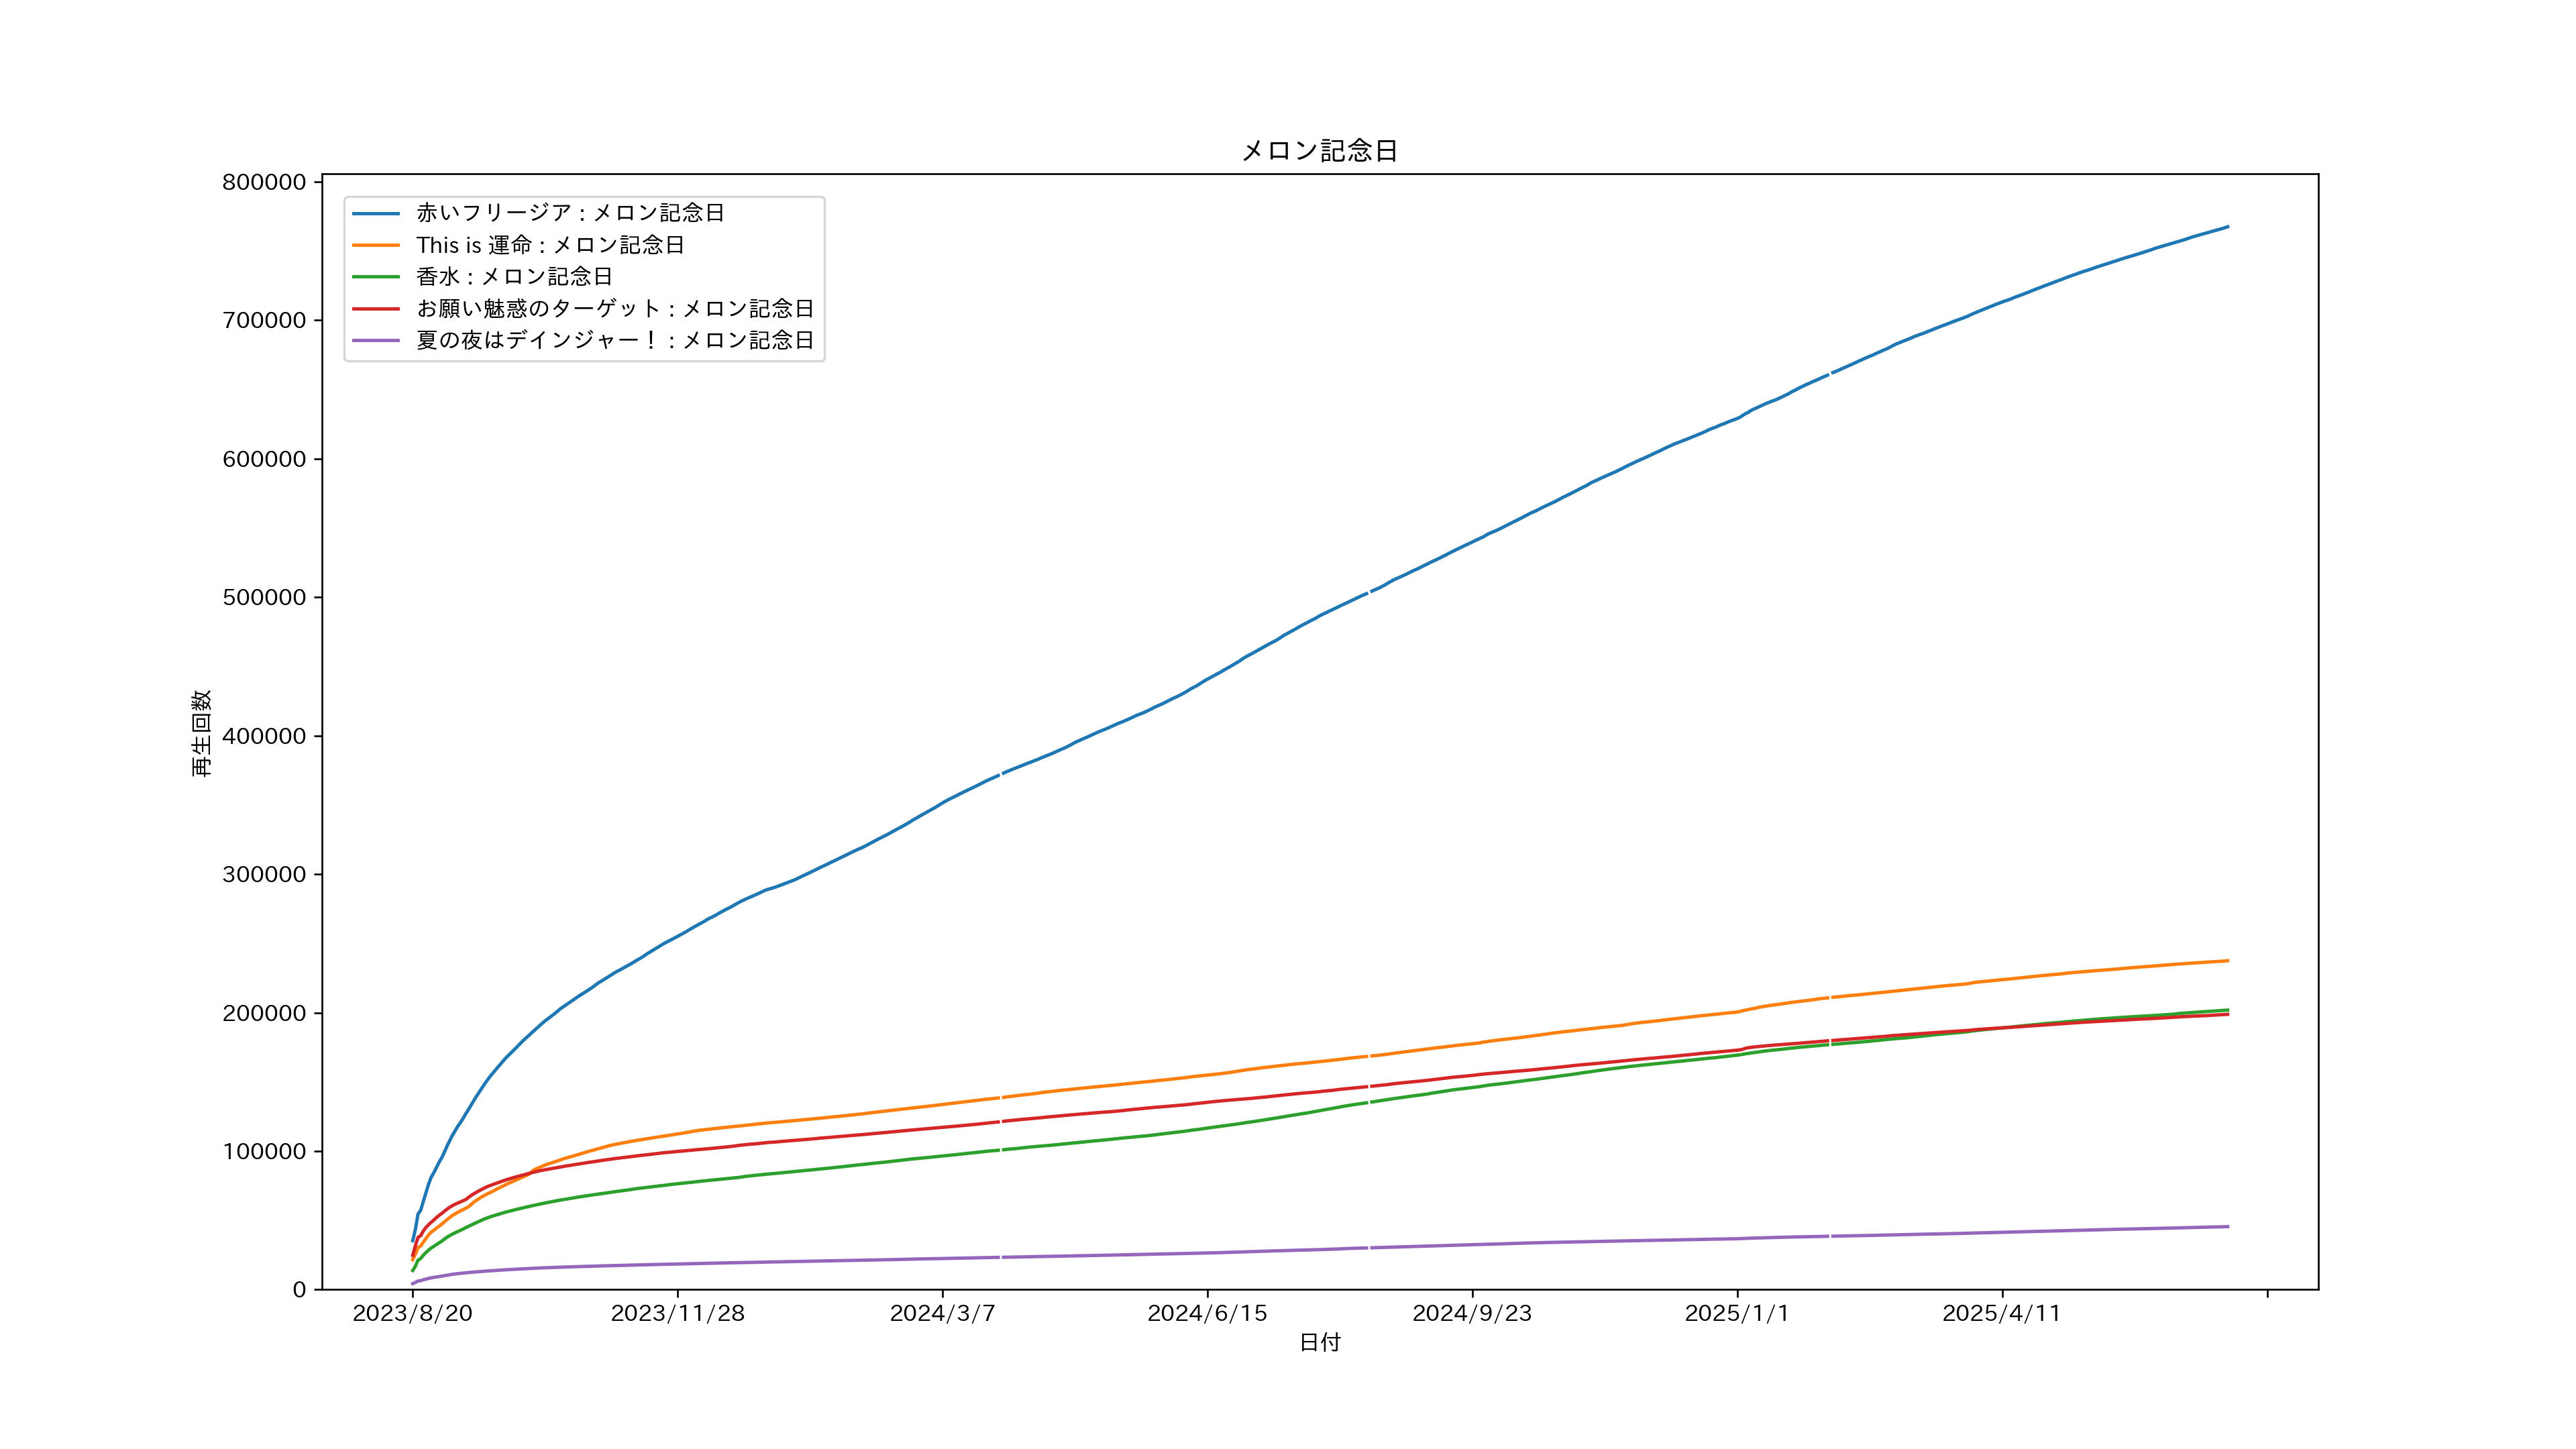 メロン記念日
800000
700000
600000
500000
400000
300000
200000
100000
0
再生回数
赤いフリージア : メロン記念日
This is 運命 : メロン記念日
香水 : メロン記念日
お願い魅惑のターゲット : メロン記念日
夏の夜はデインジャー！ : メロン記念日
2023/8/20 2023/11/28 2024/3/7 2024/6/15 2024/9/23 2025/1/1 2025/4/11
日付